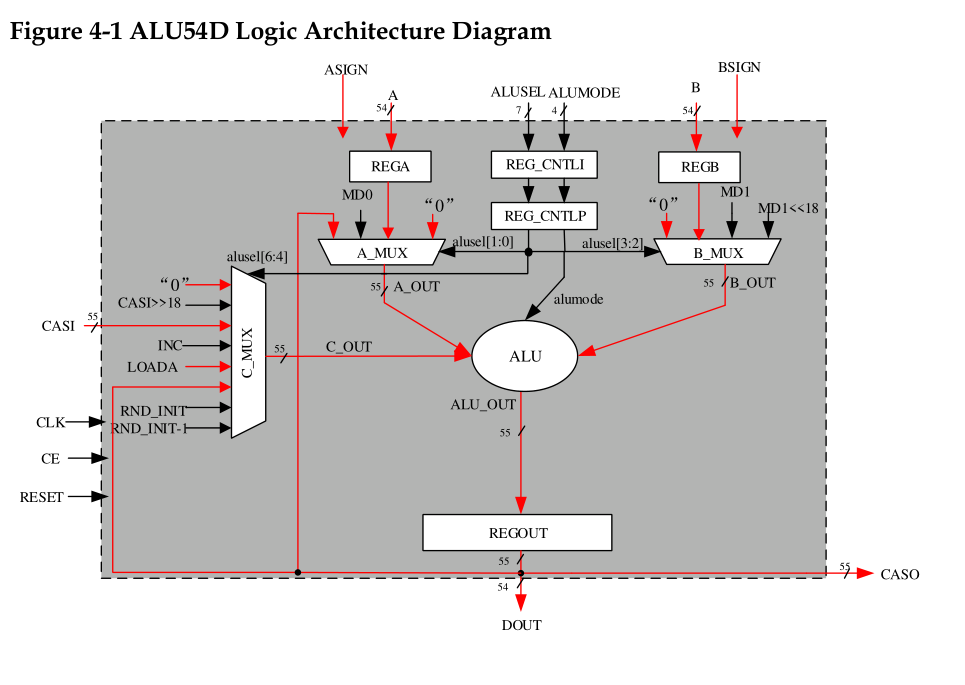 Figure 4-1 ALU54D Logic Architecture Diagram
ASIGN
BSIGN
A
ALUSEL
ALUMODE
B
54
7
4
54
REGA
REG_CNTLI
REGB
MD0
“0”
REG_CNTLP
“0”
MD1
MD1<<18
A_MUX
alusel[1:0]
alusel[3:2]
B_MUX
alusel[6:4]
“0”
55
A_OUT
55
B_OUT
CASI>>18
alumode
CASI
55
INC
C_MUX
55
C_OUT
ALU
LOADA
ALU_OUT
RND_INIT
CLK
RND_INIT-1
55
CE
RESET
REGOUT
55
55
CASO
54
DOUT